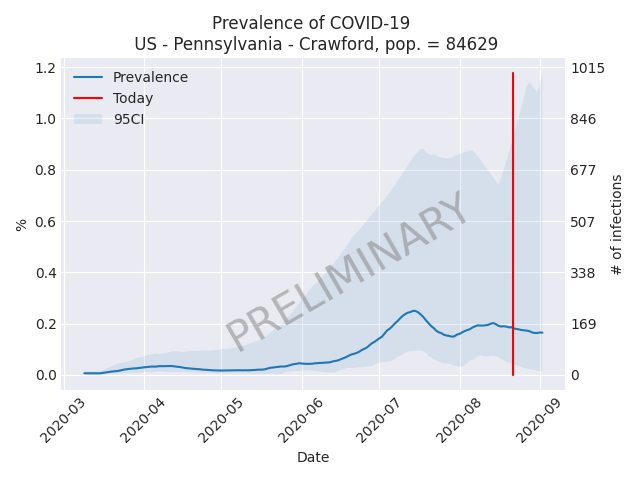 Prevalence of COVID-19
US - Pennsylvania - Crawford, pop. = 84629
Prevalence
Today
95CI
1.2
1.0
0.8
0.6
0.4
0.2
0.0
%
1015
846
677
507
338
169
0
# of infections
PRELIMINARY
2020-03
2020-04
2020-05
2020-06
2020-07
2020-08
2020-09
Date